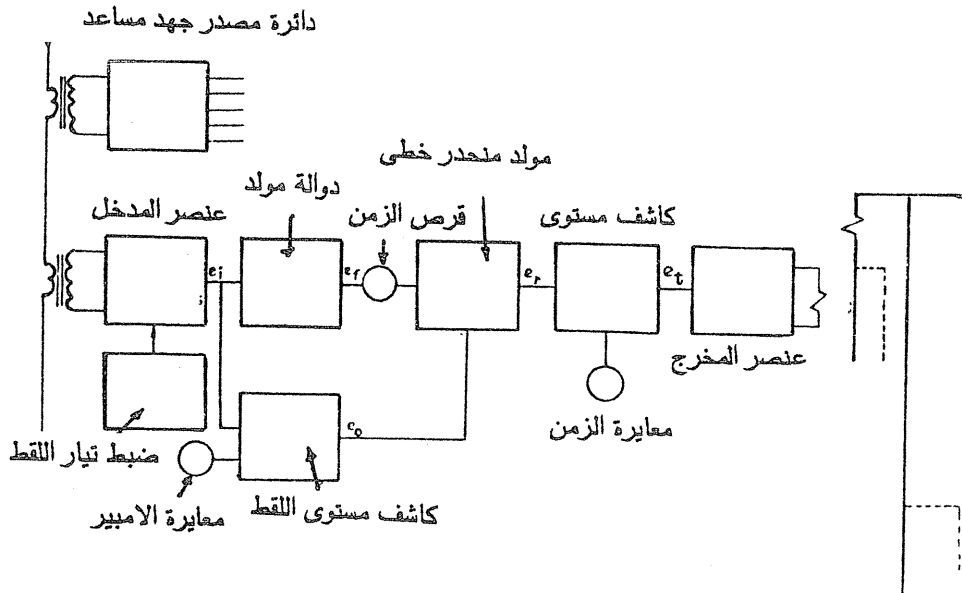 دائرة مصدر جهد مساعد
مولد منحدر خطى
دوالة مولد
قرص الزمن
كاشف مستوى
عنصر المدخل
ei
ef
er
et
عنصر المخرج
معايرة الزمن
eo
ضبط تيار اللقط
كاشف مستوى اللقط
معايرة الامبير